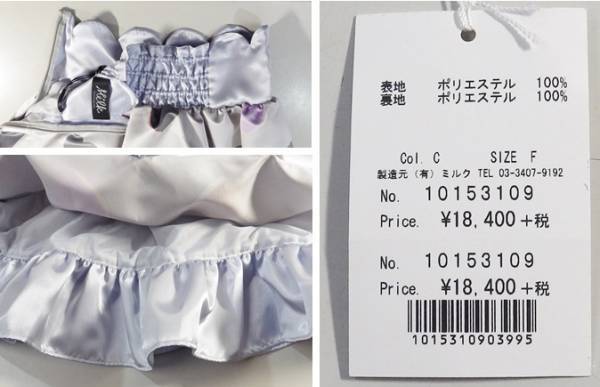 Milk
表地 ポリエステル 100%
裏地 ポリエステル 100%
Col. C SIZE F
製造元 (有) ミルク TEL 03-3407-9192
No. 10153109
Price. ¥18,400+税
No. 10153109
Price. ¥18,400+税
1015310903995